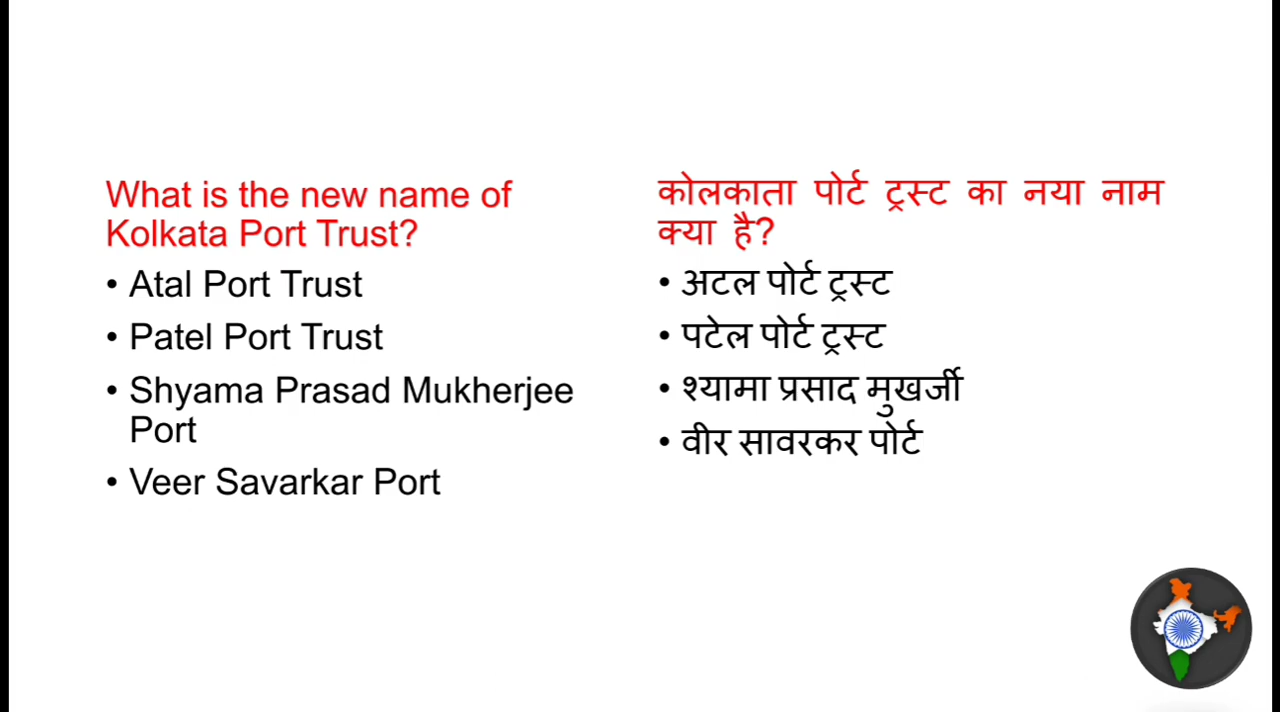 What is the new name of
Kolkata Port Trust?
• Atal Port Trust
• Patel Port Trust
• Shyama Prasad Mukherjee
Port
• Veer Savarkar Port
कोलकाता पोर्ट ट्रस्ट का नया नाम
क्या है?
• अटल पोर्ट ट्रस्ट
• पटेल पोर्ट ट्रस्ट
• श्यामा प्रसाद मुखर्जी
• वीर सावरकर पोर्ट